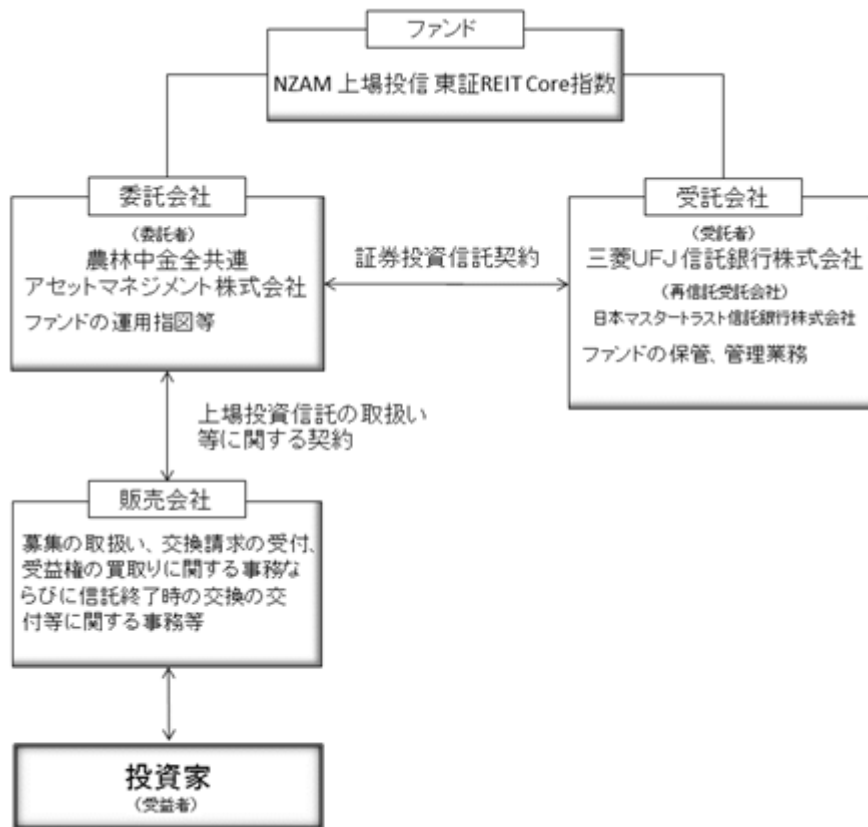 ファンド
NZAM 上場投信 東証REIT Core指数
委託会社
(委託者)
農林中金全共連
アセットマネジメント株式会社
ファンドの運用指図等
証券投資信託契約
受託会社
(受託者)
三菱UFJ信託銀行株式会社
(再信託受託会社)
日本マスタートラスト信託銀行株式会社
ファンドの保管、管理業務
上場投資信託の取扱い
等に関する契約
販売会社
募集の取扱い、交換請求の受付、
受益権の買取りに関する事務な
らびに信託終了時の交換の交
付等に関する事務等
投資家
(受益者)